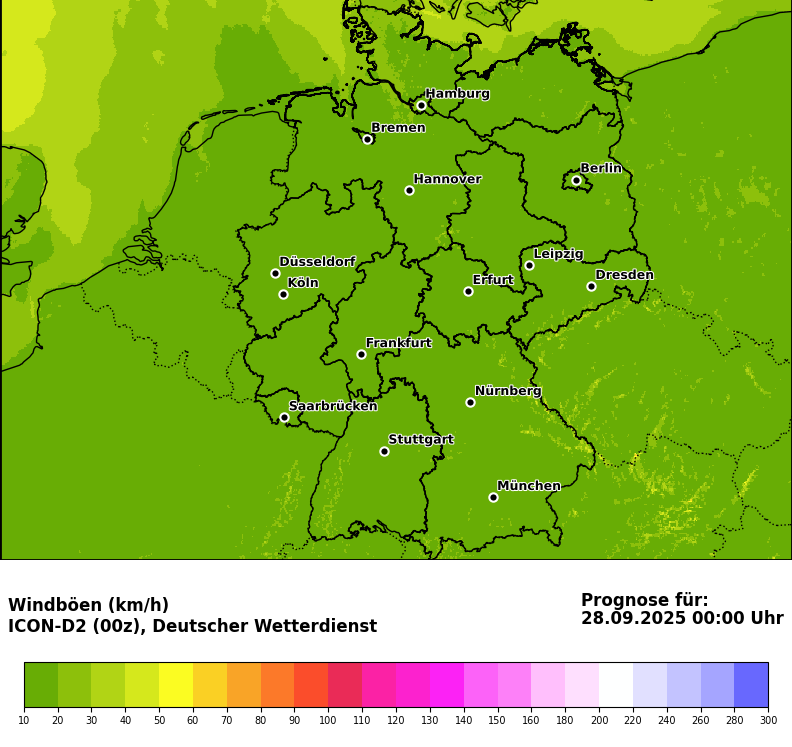 Hamburg
Bremen
Berlin
Hannover
Leipzig
Düsseldorf
Dresden
Köln
Erfurt
Frankfurt
Nürnberg
Saarbrücken
Stuttgart
München
Windböen (km/h)
ICON-D2 (00z), Deutscher Wetterdienst
Prognose für:
28.09.2025 00:00 Uhr
10 20 30 40 50 60 70 80 90 100 110 120 130 140 150 160 180 200 220 240 260 280 300